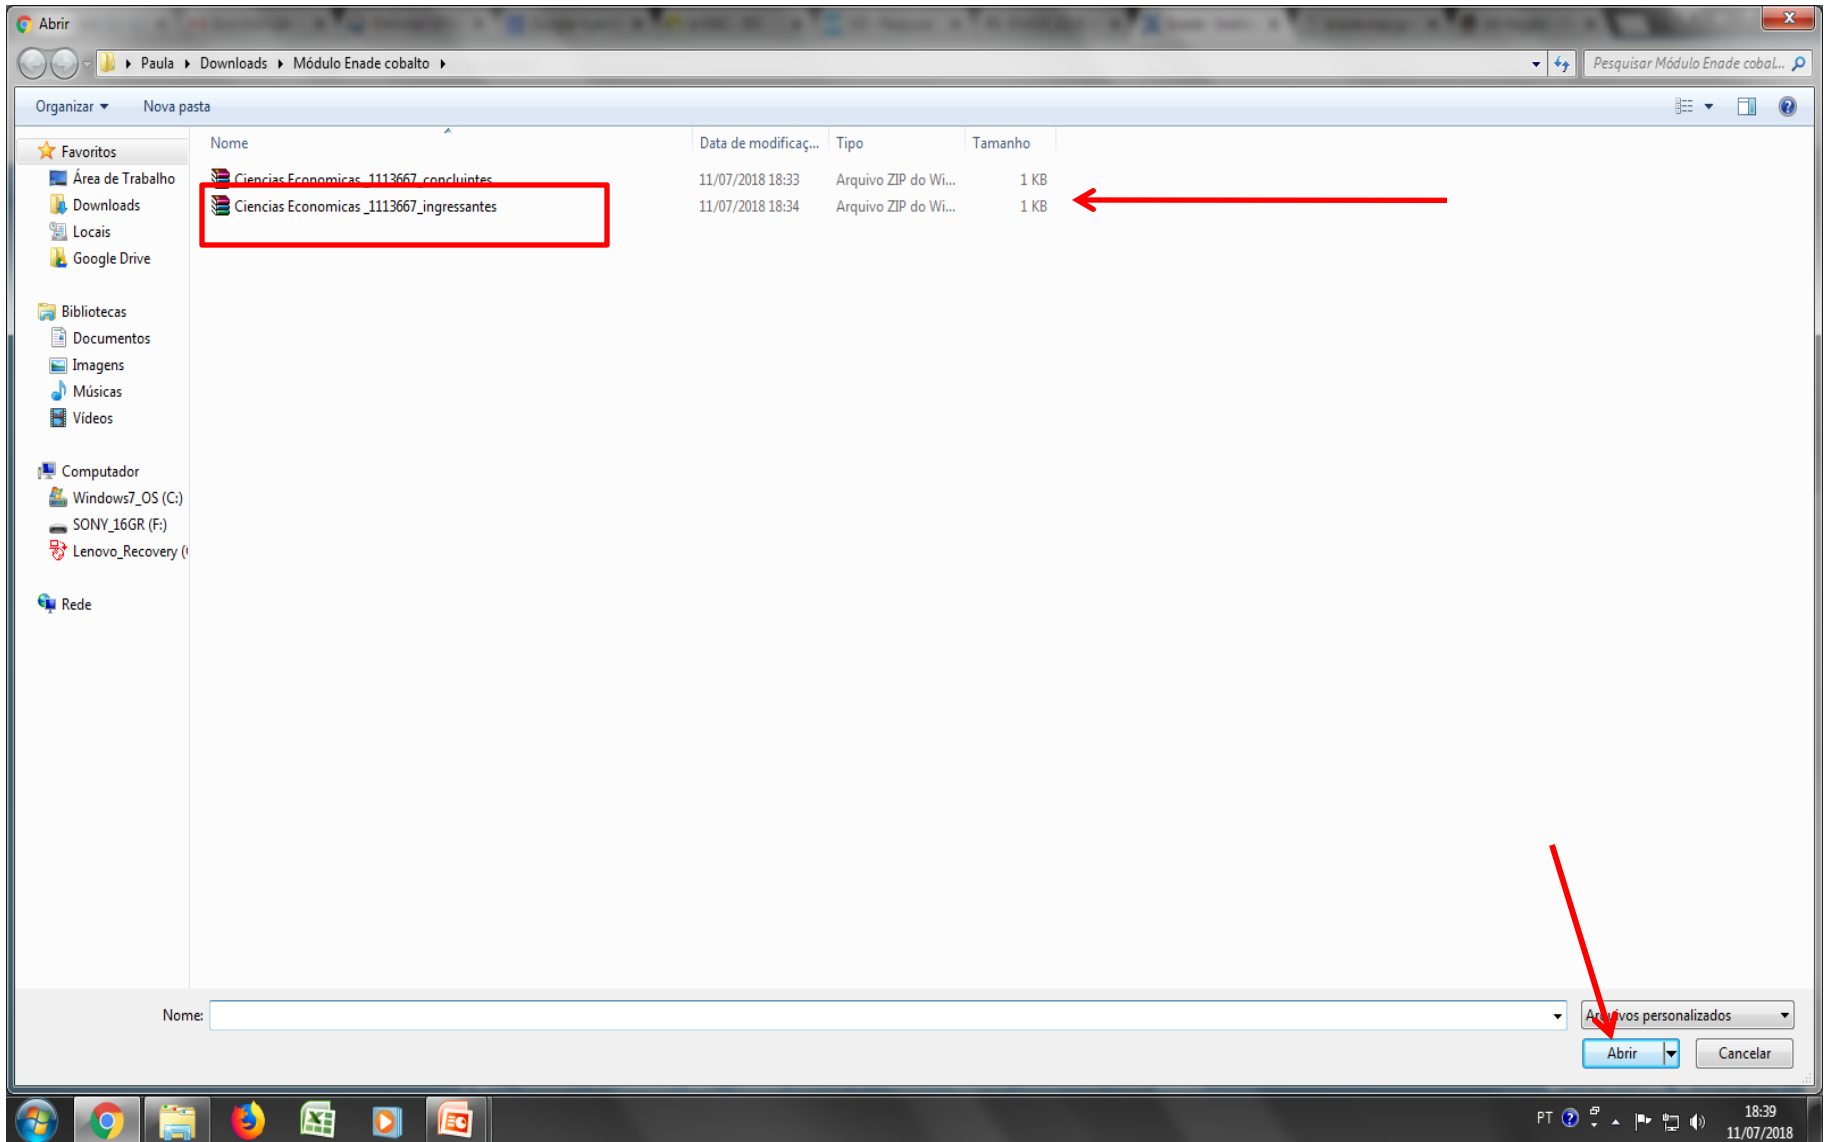 Abrir
Paula Downloads Módulo Enade cobalto
Pesquisar Módulo Enade cobal...
Organizar Nova pasta
Nome Data de modificaç... Tipo Tamanho
Ciencias Economicas _1113667_concluintes 11/07/2018 18:33 Arquivo ZIP do Wi... 1 KB
Ciencias Economicas _1113667_ingressantes 11/07/2018 18:34 Arquivo ZIP do Wi... 1 KB
Favoritos
Área de Trabalho
Downloads
Locais
Google Drive
Bibliotecas
Documentos
Imagens
Músicas
Vídeos
Computador
Windows7_OS (C:)
SONY_16GR (F:)
Lenovo_Recovery (
Rede
Nome:
Arquivos personalizados
Abrir Cancelar
PT
18:39
11/07/2018